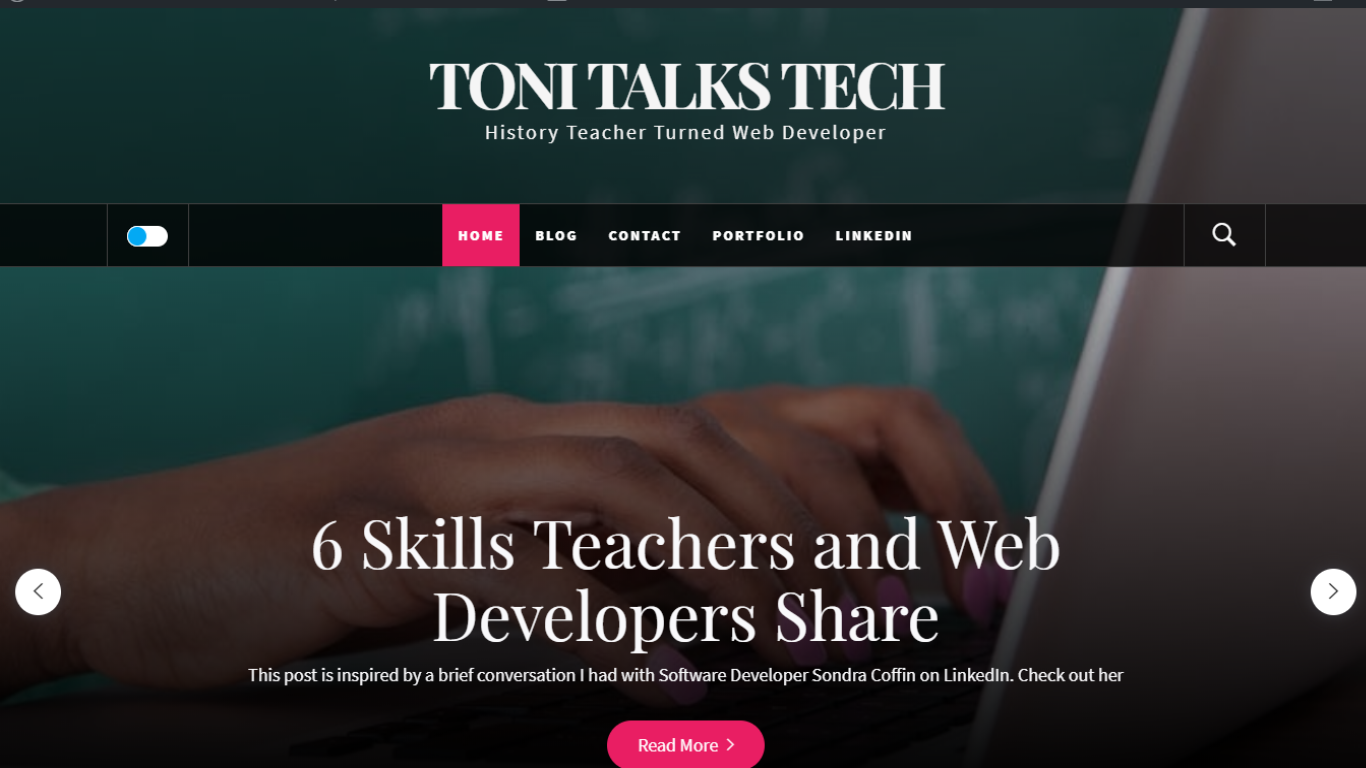 TONI TALKS TECH
History Teacher Turned Web Developer
HOME BLOG CONTACT PORTFOLIO LINKEDIN
6 Skills Teachers and Web
Developers Share
This post is inspired by a brief conversation I had with Software Developer Sondra Coffin on LinkedIn. Check out her
Read More